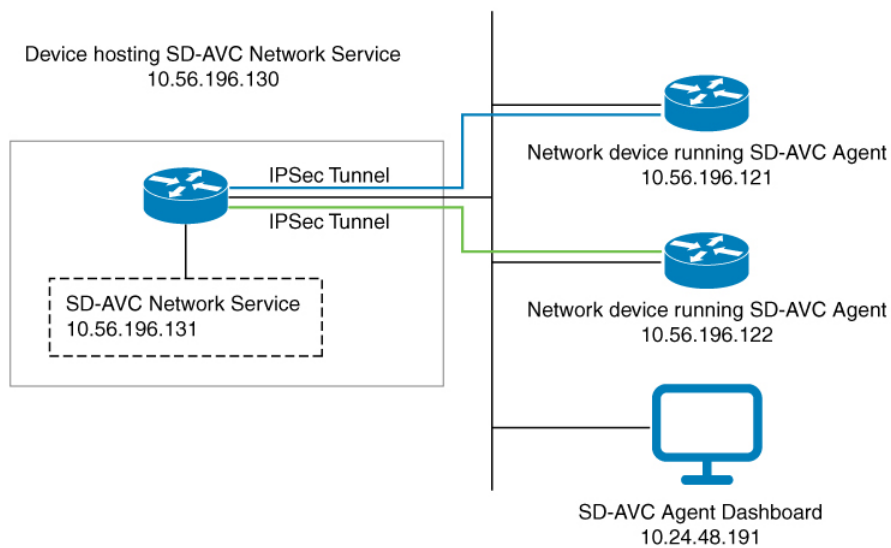 Device hosting SD-AVC Network Service
10.56.196.130
IPSec Tunnel
IPSec Tunnel
SD-AVC Network Service
10.56.196.131
Network device running SD-AVC Agent
10.56.196.121
Network device running SD-AVC Agent
10.56.196.122
SD-AVC Agent Dashboard
10.24.48.191